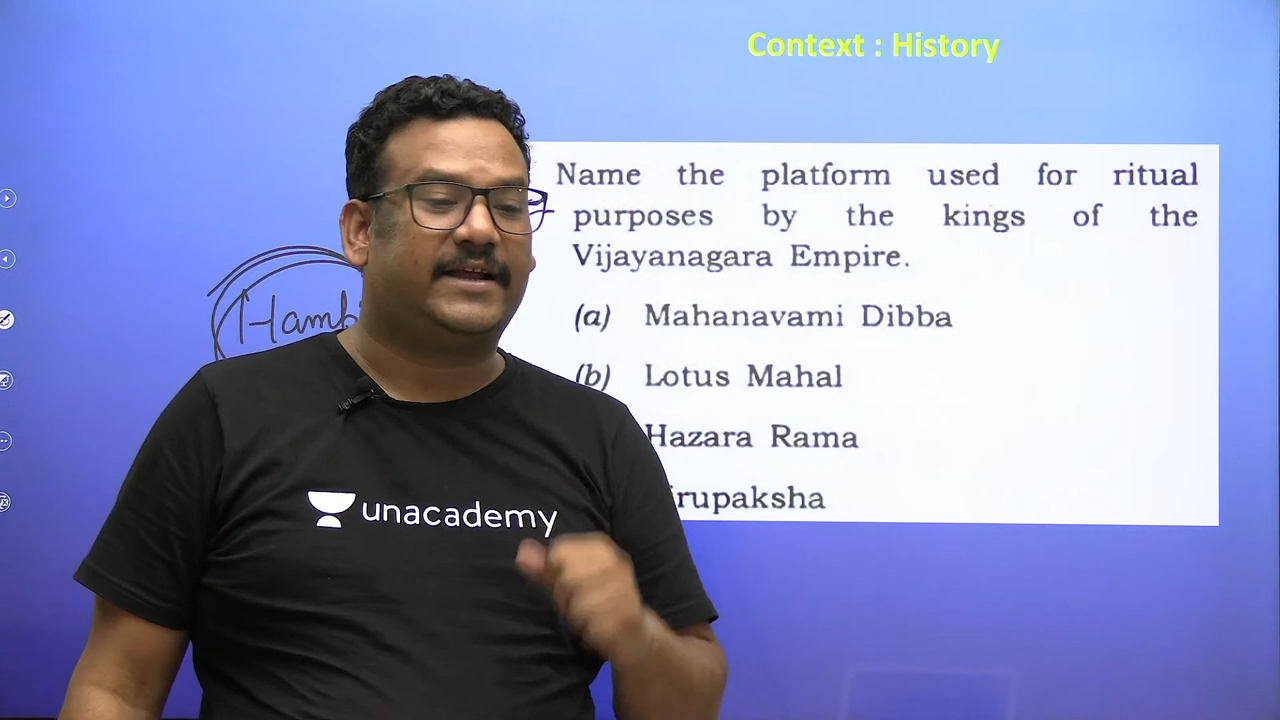 Context : History
Name the platform used for ritual
purposes by the kings of the
Vijayanagara Empire.
(a) Mahanavami Dibba
(b) Lotus Mahal
Hazara Rama
unacademy